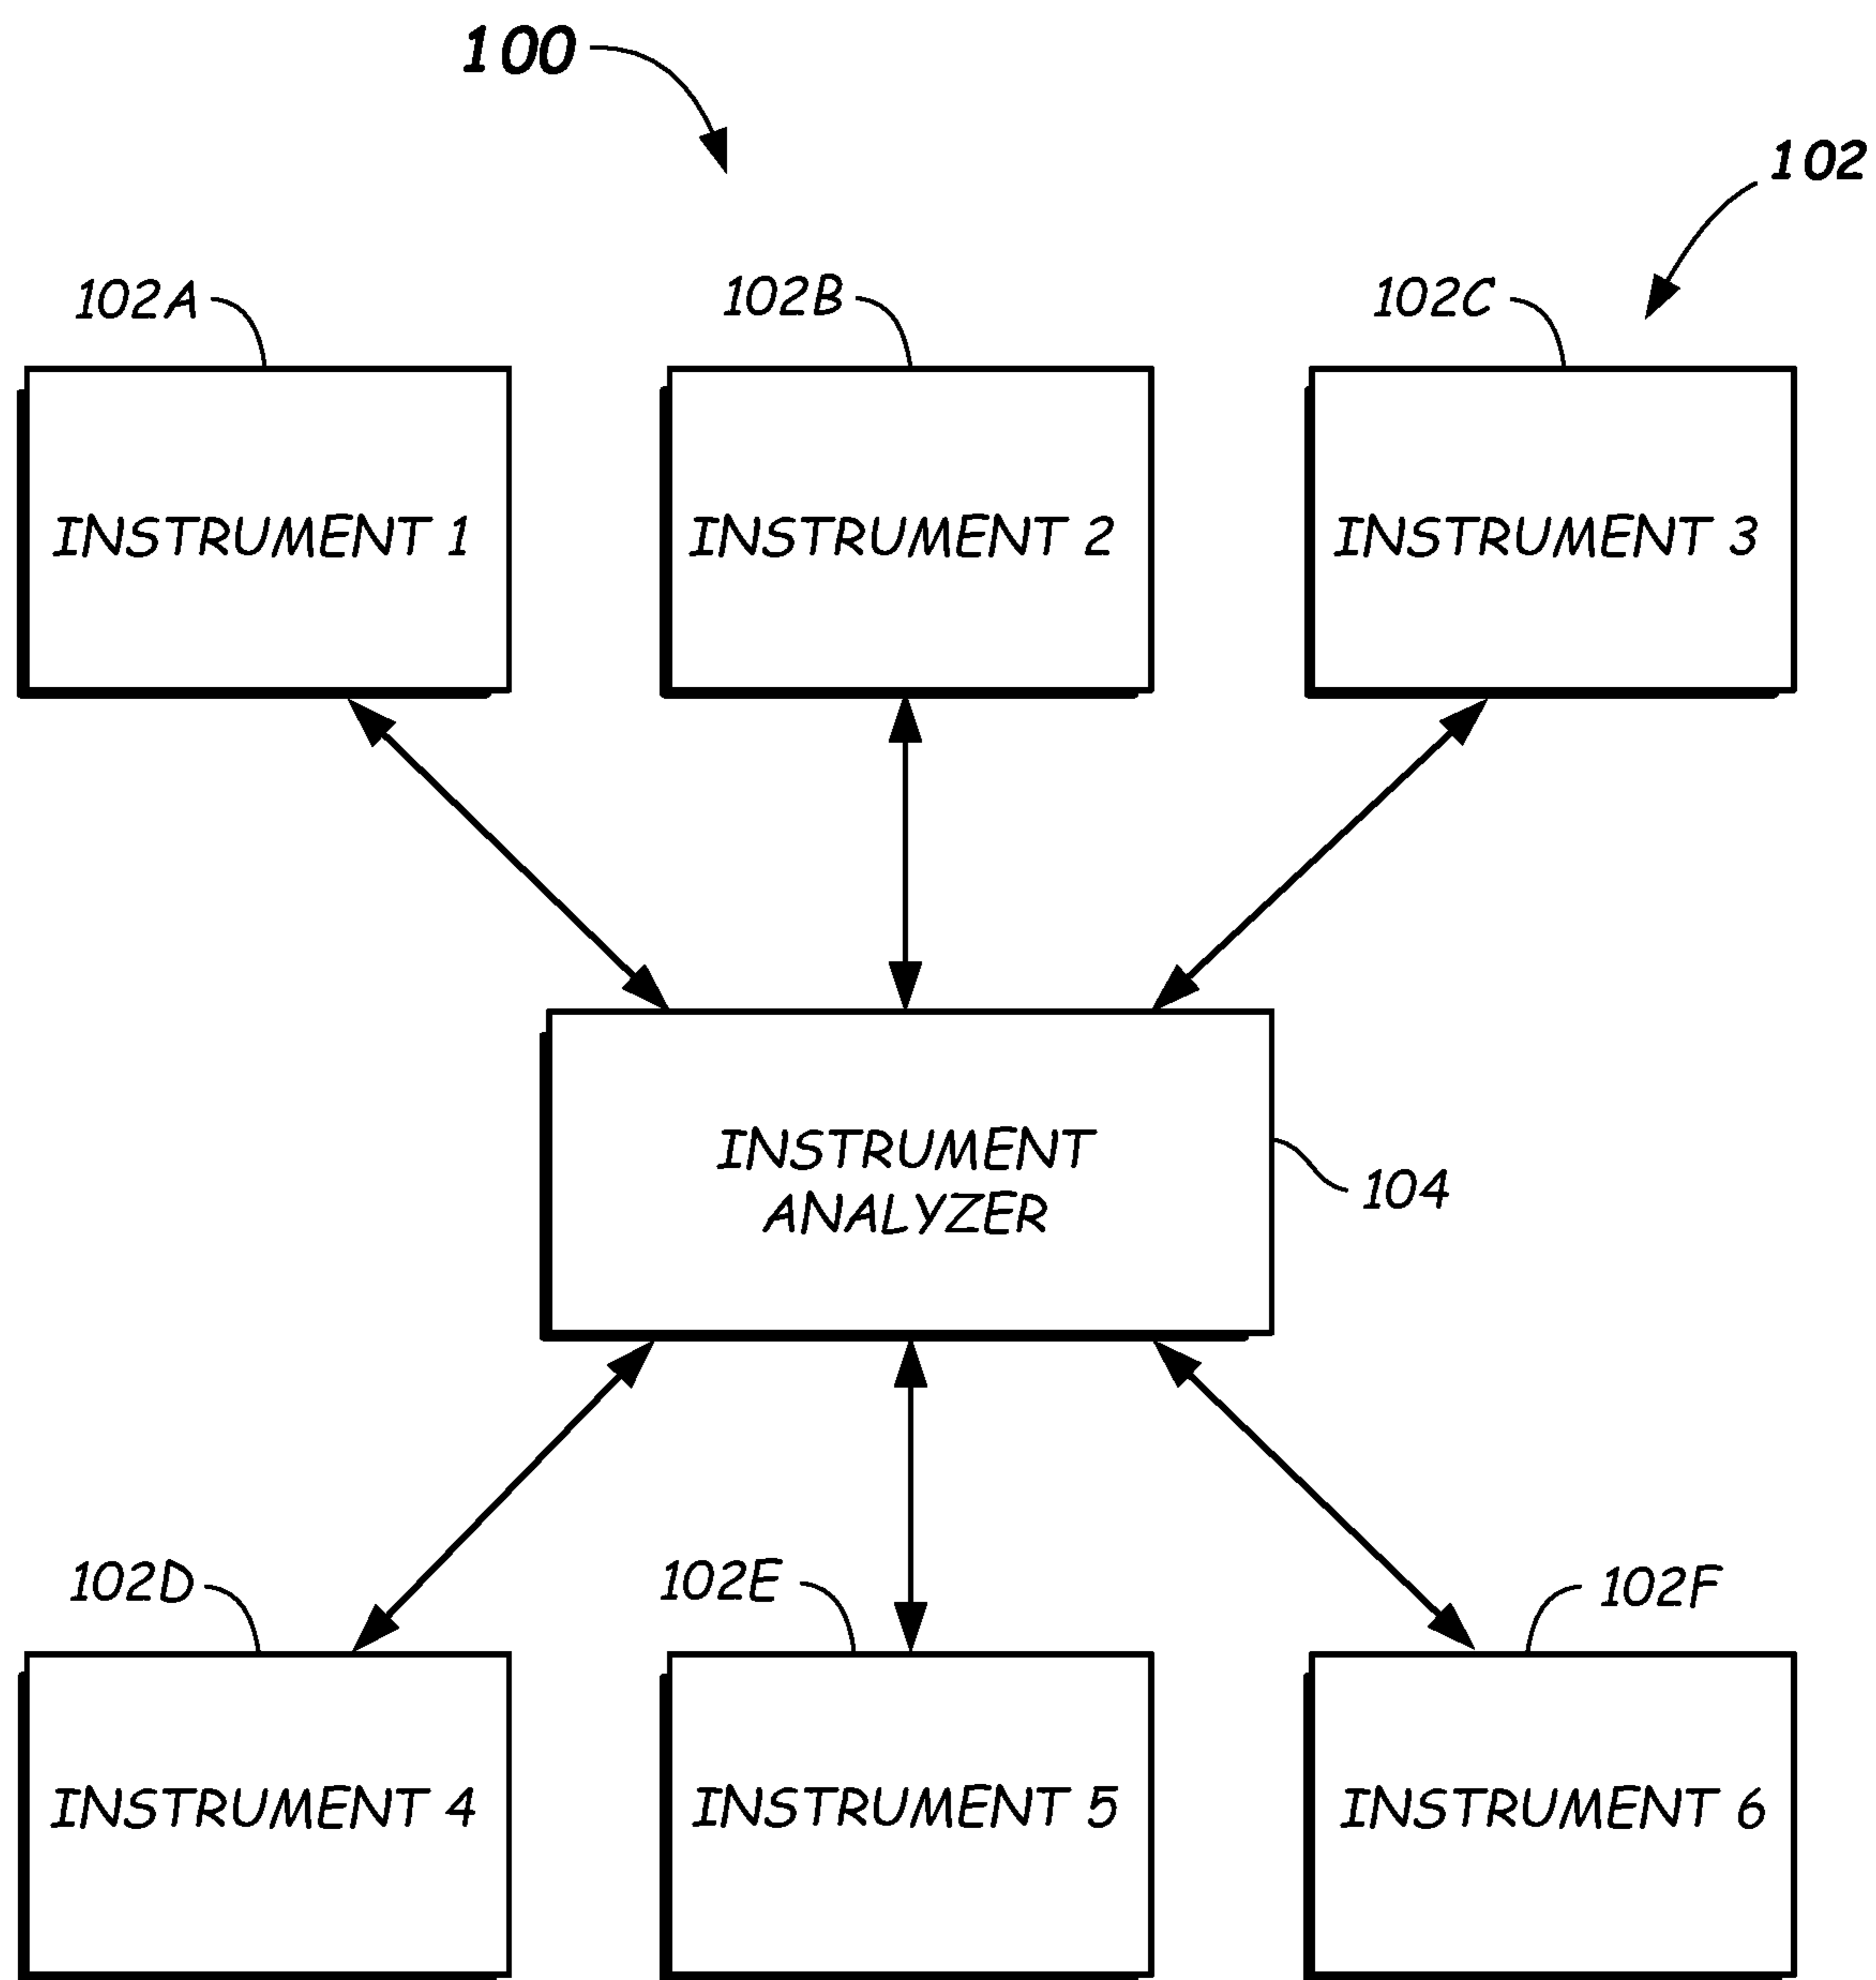 100
102
102A
102B
102C
INSTRUMENT 1
INSTRUMENT 2
INSTRUMENT 3
INSTRUMENT
ANALYZER
104
102D
102E
102F
INSTRUMENT 4
INSTRUMENT 5
INSTRUMENT 6